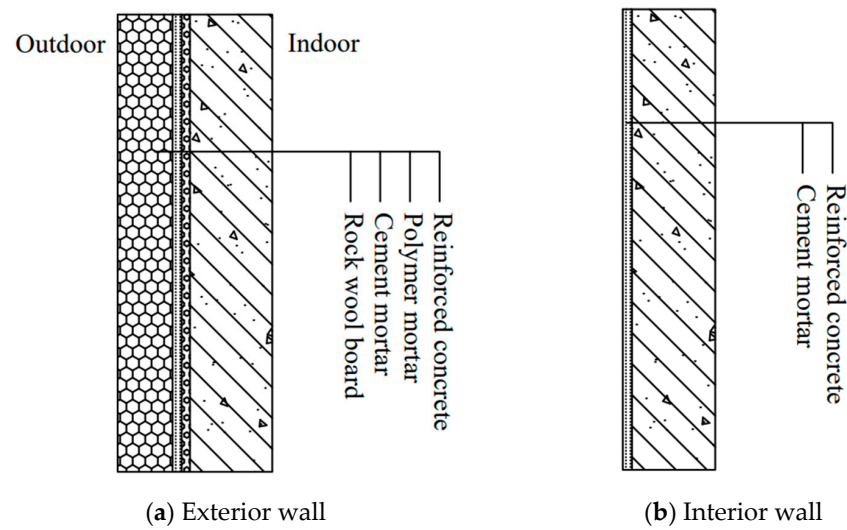 Outdoor
Indoor
Rock wool board
Cement mortar
Polymer mortar
Reinforced concrete
Cement mortar
Reinforced concrete
(a) Exterior wall
(b) Interior wall